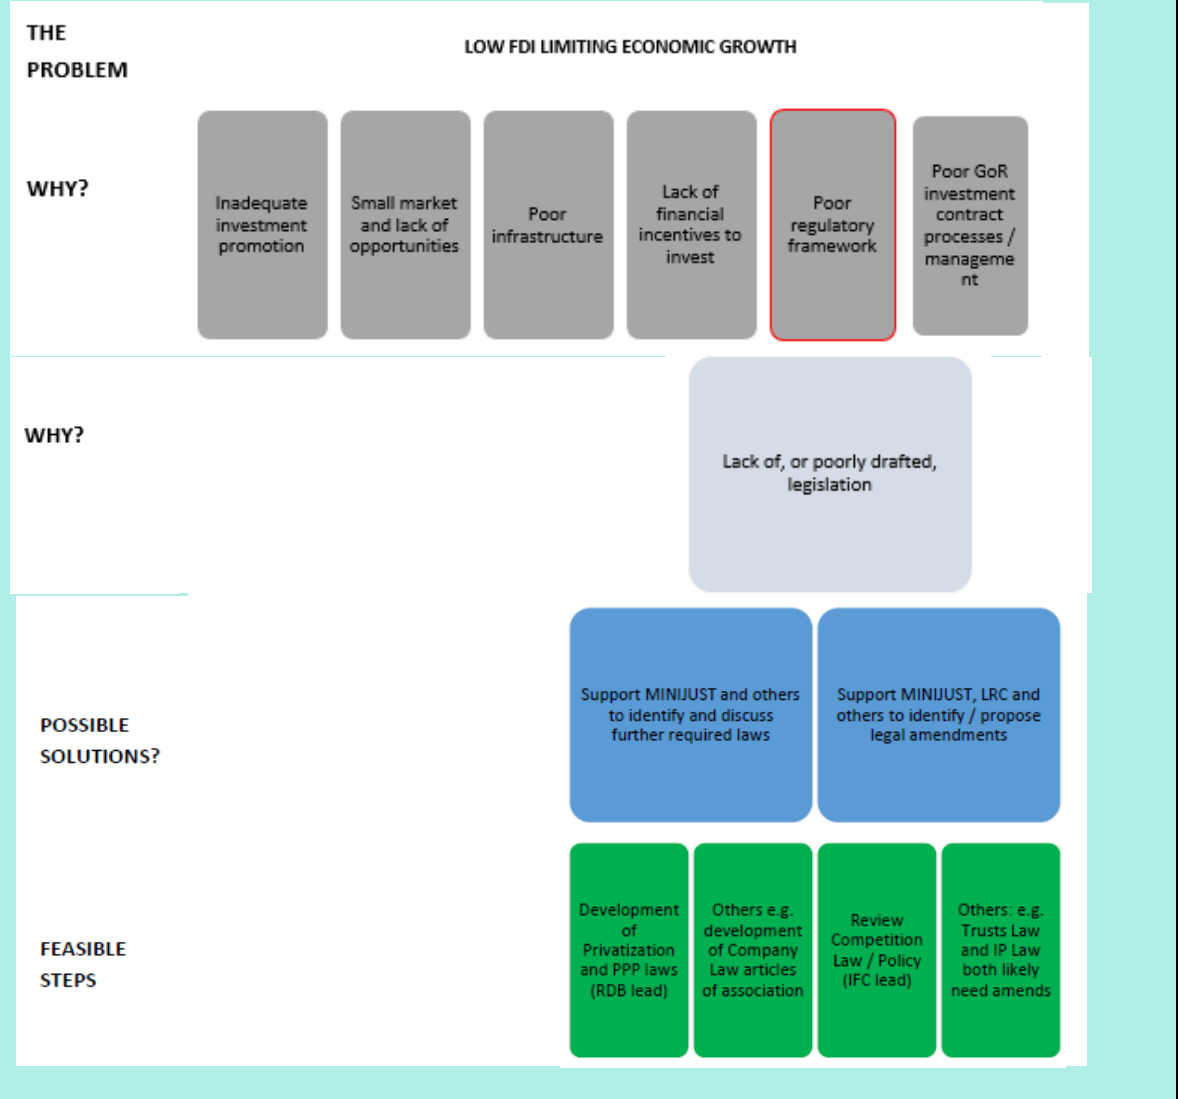 THE
PROBLEM
LOW FDI LIMITING ECONOMIC GROWTH
WHY?
Inadequate
investment
promotion
Small market
and lack of
opportunities
Poor
infrastructure
Lack of
financial
incentives to
invest
Poor
regulatory
framework
Poor GoR
investment
contract
processes /
manageme
nt
WHY?
Lack of, or poorly drafted,
legislation
POSSIBLE
SOLUTIONS?
Support MINIJUST and others
to identify and discuss
further required laws
Support MINIJUST, LRC and
others to identify / propose
legal amendments
FEASIBLE
STEPS
Development
of
Privatization
and PPP laws
(RDB lead)
Others e.g.
development
of Company
Law articles
of association
Review
Competition
Law / Policy
(IFC lead)
Others: e.g.
Trusts Law
and IP Law
both likely
need amends